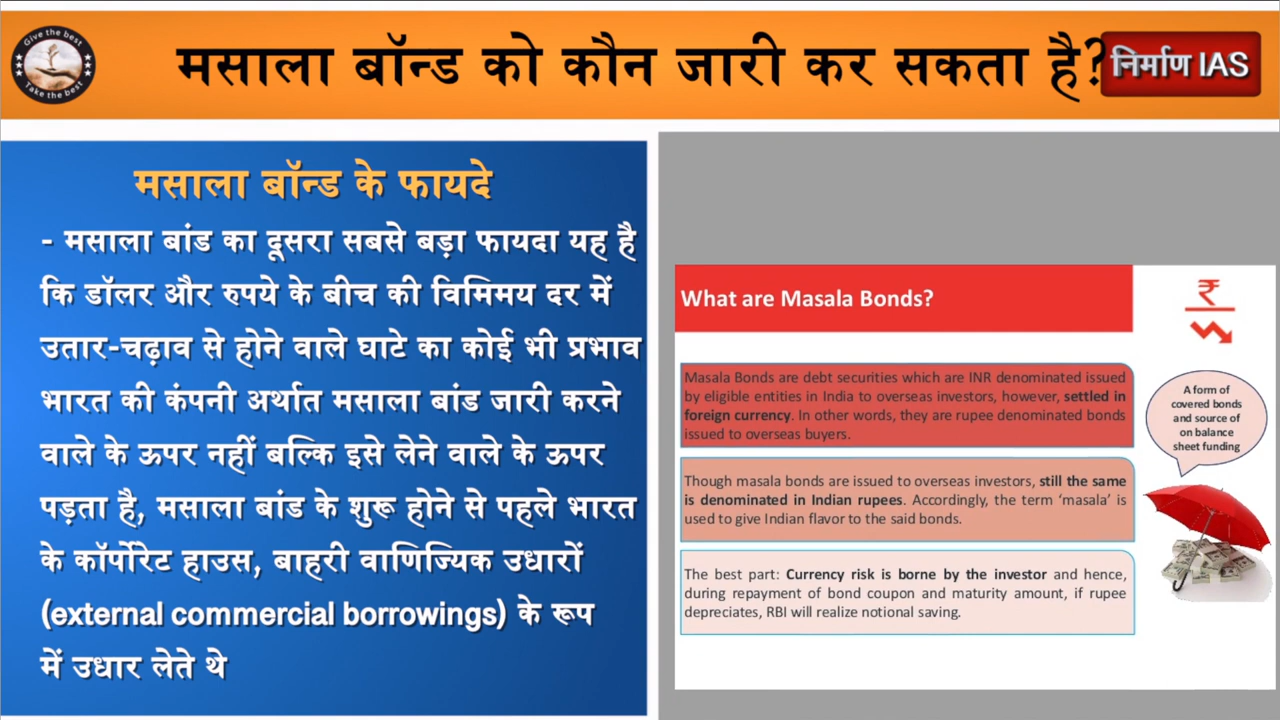 Give the best
Take the best
मसाला बॉन्ड को कौन जारी कर सकता है?
निर्माण IAS
मसाला बॉन्ड के फायदे
- मसाला बांड का दूसरा सबसे बड़ा फायदा यह है
कि डॉलर और रुपये के बीच की विमिमय दर में
उतार-चढ़ाव से होने वाले घाटे का कोई भी प्रभाव
भारत की कंपनी अर्थात मसाला बांड जारी करने
वाले के ऊपर नहीं बल्कि इसे लेने वाले के ऊपर
पड़ता है, मसाला बांड के शुरू होने से पहले भारत
के कॉर्पोरेट हाउस, बाहरी वाणिज्यिक उधारों
(external commercial borrowings) के रूप
में उधार लेते थे
What are Masala Bonds?
₹
Masala Bonds are debt securities which are INR denominated issued
by eligible entities in India to overseas investors, however, settled in
foreign currency. In other words, they are rupee denominated bonds
issued to overseas buyers.
Though masala bonds are issued to overseas investors, still the same
is denominated in Indian rupees. Accordingly, the term ‘masala’ is
used to give Indian flavor to the said bonds.
The best part: Currency risk is borne by the investor and hence,
during repayment of bond coupon and maturity amount, if rupee
depreciates, RBI will realize notional saving.
A form of
covered bonds
and source of
on balance
sheet funding